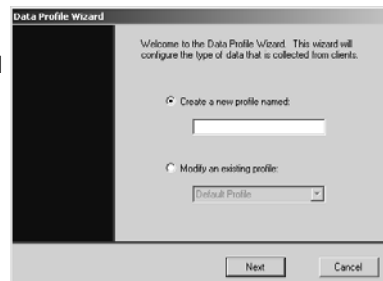 Data Profile Wizard
Welcome to the Data Profile Wizard. This wizard will
configure the type of data that is collected from clients.
Create a new profile named:
Modify an existing profile:
Default Profile
Next
Cancel